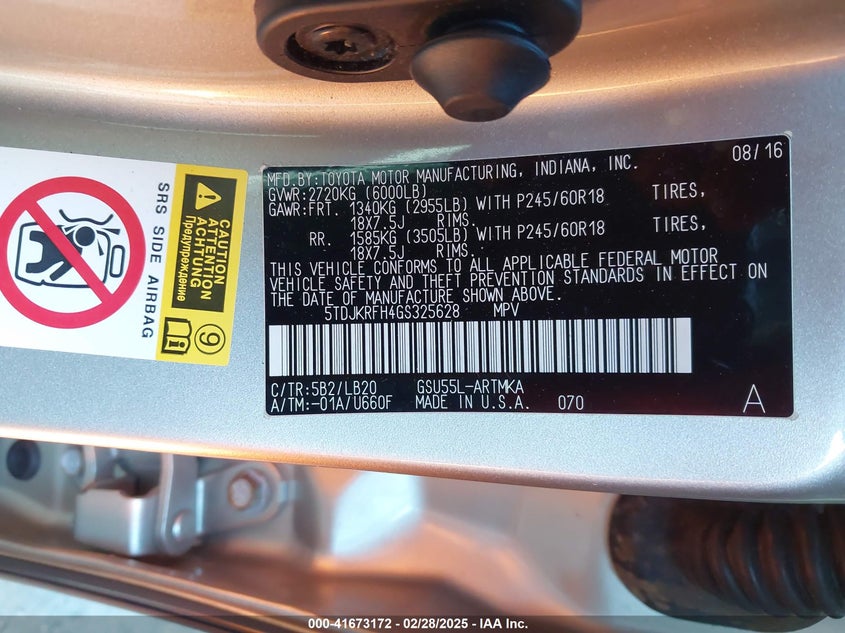 SRS SIDE AIRBAG
CAUTION
ATTENTION
ACHTUNG
Предупреждение
9
MFD.BY:TOYOTA MOTOR MANUFACTURING, INDIANA, INC. 08/16
GVWR:2720KG (6000LB)
GAWR:FRT. 1340KG (2955LB) WITH P245/60R18 TIRES,
18X7.5J RIMS.
RR. 1585KG (3505LB) WITH P245/60R18 TIRES,
18X7.5J RIMS.
THIS VEHICLE CONFORMS TO ALL APPLICABLE FEDERAL MOTOR
VEHICLE SAFETY AND THEFT PREVENTION STANDARDS IN EFFECT ON
THE DATE OF MANUFACTURE SHOWN ABOVE.
5TDJKRFH4GS325628 MPV
C/TR:5B2/LB20 GSU55L-ARTMKA
A/TM:-01A/U660F MADE IN U.S.A. 070 A
000-41673172 - 02/28/2025 - IAA Inc.